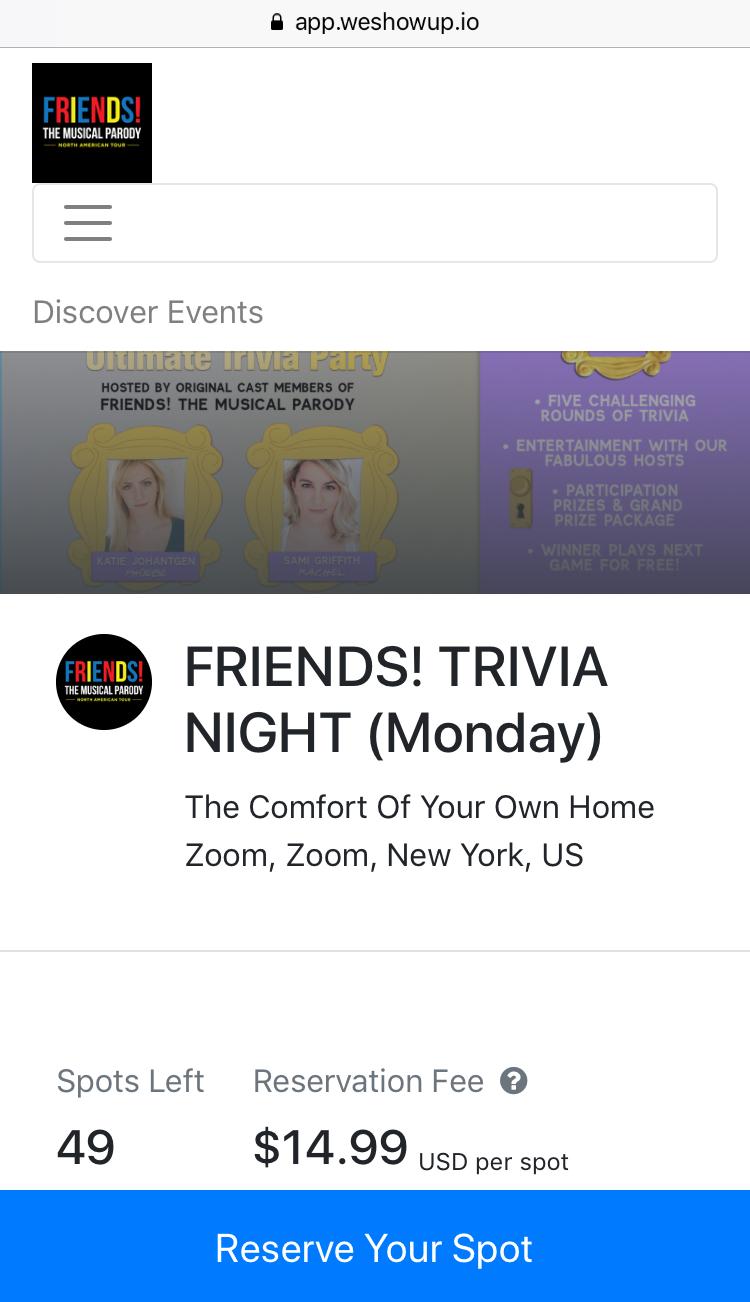 app.weshowup.io
FRIENDS!
THE MUSICAL PARODY
NORTH AMERICAN TOUR
Discover Events
Ultimate Trivia Party
HOSTED BY ORIGINAL CAST MEMBERS OF
FRIENDS! THE MUSICAL PARODY
KATIE JOHANTGEN
PHOEBE
SAMI GRIFFITH
RACHEL
• FIVE CHALLENGING
ROUNDS OF TRIVIA
• ENTERTAINMENT WITH OUR
FABULOUS HOSTS
• PARTICIPATION
PRIZES & GRAND
PRIZE PACKAGE
• WINNER PLAYS NEXT
GAME FOR FREE!
FRIENDS!
THE MUSICAL PARODY
NORTH AMERICAN TOUR
FRIENDS! TRIVIA
NIGHT (Monday)
The Comfort Of Your Own Home
Zoom, Zoom, New York, US
Spots Left
49
Reservation Fee ?
$14.99 USD per spot
Reserve Your Spot